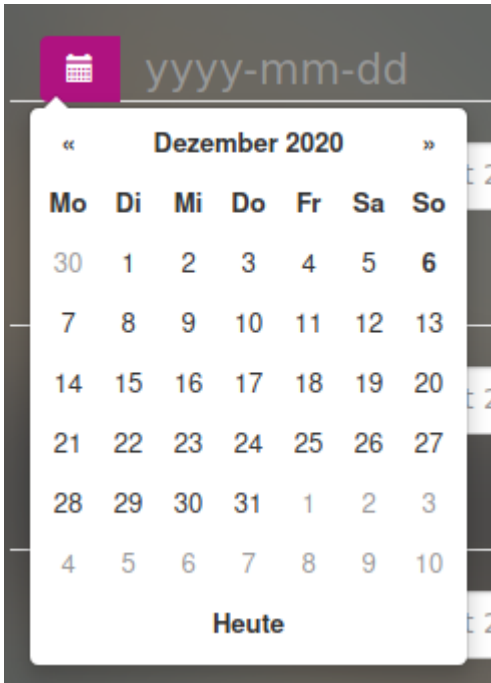 yyyy-mm-dd
« Dezember 2020 »
Mo Di Mi Do Fr Sa So
30 1 2 3 4 5 6
7 8 9 10 11 12 13
14 15 16 17 18 19 20
21 22 23 24 25 26 27
28 29 30 31 1 2 3
4 5 6 7 8 9 10
Heute